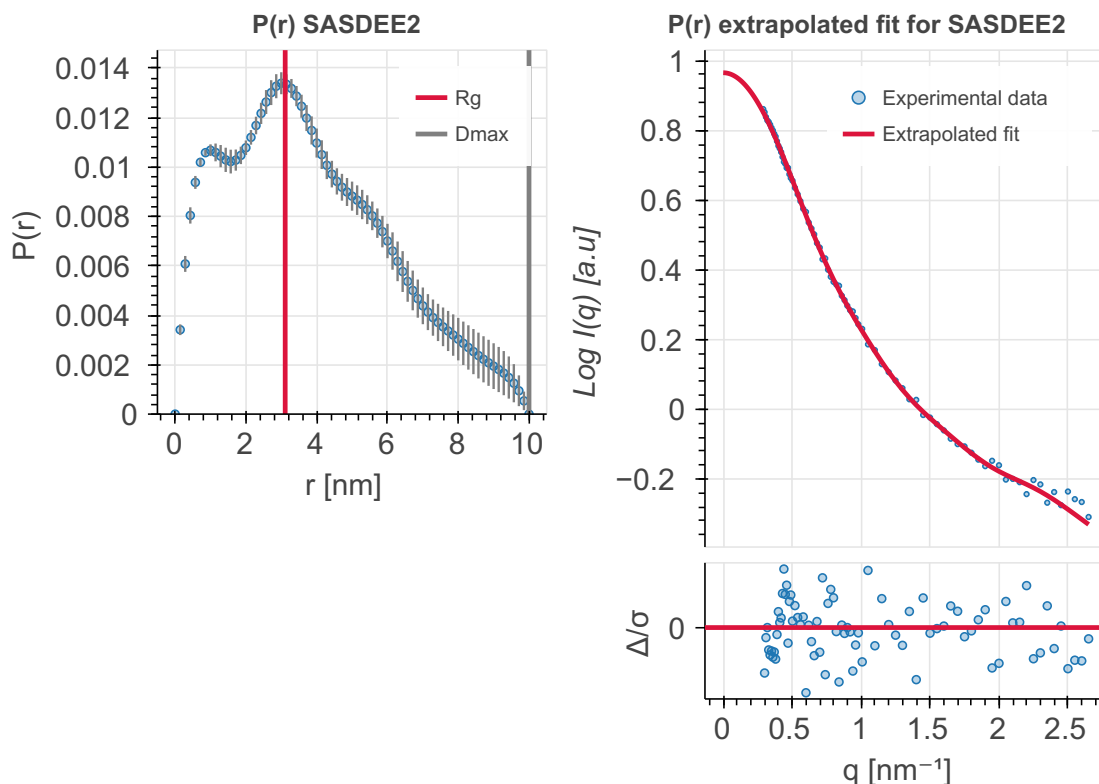 P(r) SASDEE2
P(r)
0.014
0.012
0.01
0.008
0.006
0.004
0.002
0
Rg
Dmax
0 2 4 6 8 10
r [nm]
P(r) extrapolated fit for SASDEE2
Log I(q) [a.u]
1
0.8
0.6
0.4
0.2
0
−0.2
Experimental data
Extrapolated fit
Δ/σ
0
0 0.5 1 1.5 2 2.5
q [nm⁻¹]